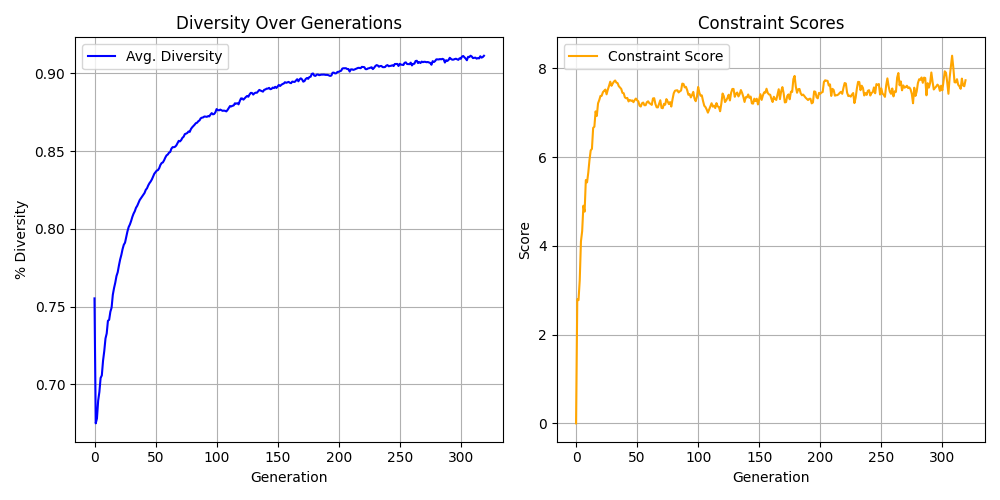 Diversity Over Generations
Avg. Diversity
% Diversity
0.90
0.85
0.80
0.75
0.70
0 50 100 150 200 250 300
Generation
Constraint Scores
Constraint Score
Score
8
6
4
2
0
0 50 100 150 200 250 300
Generation